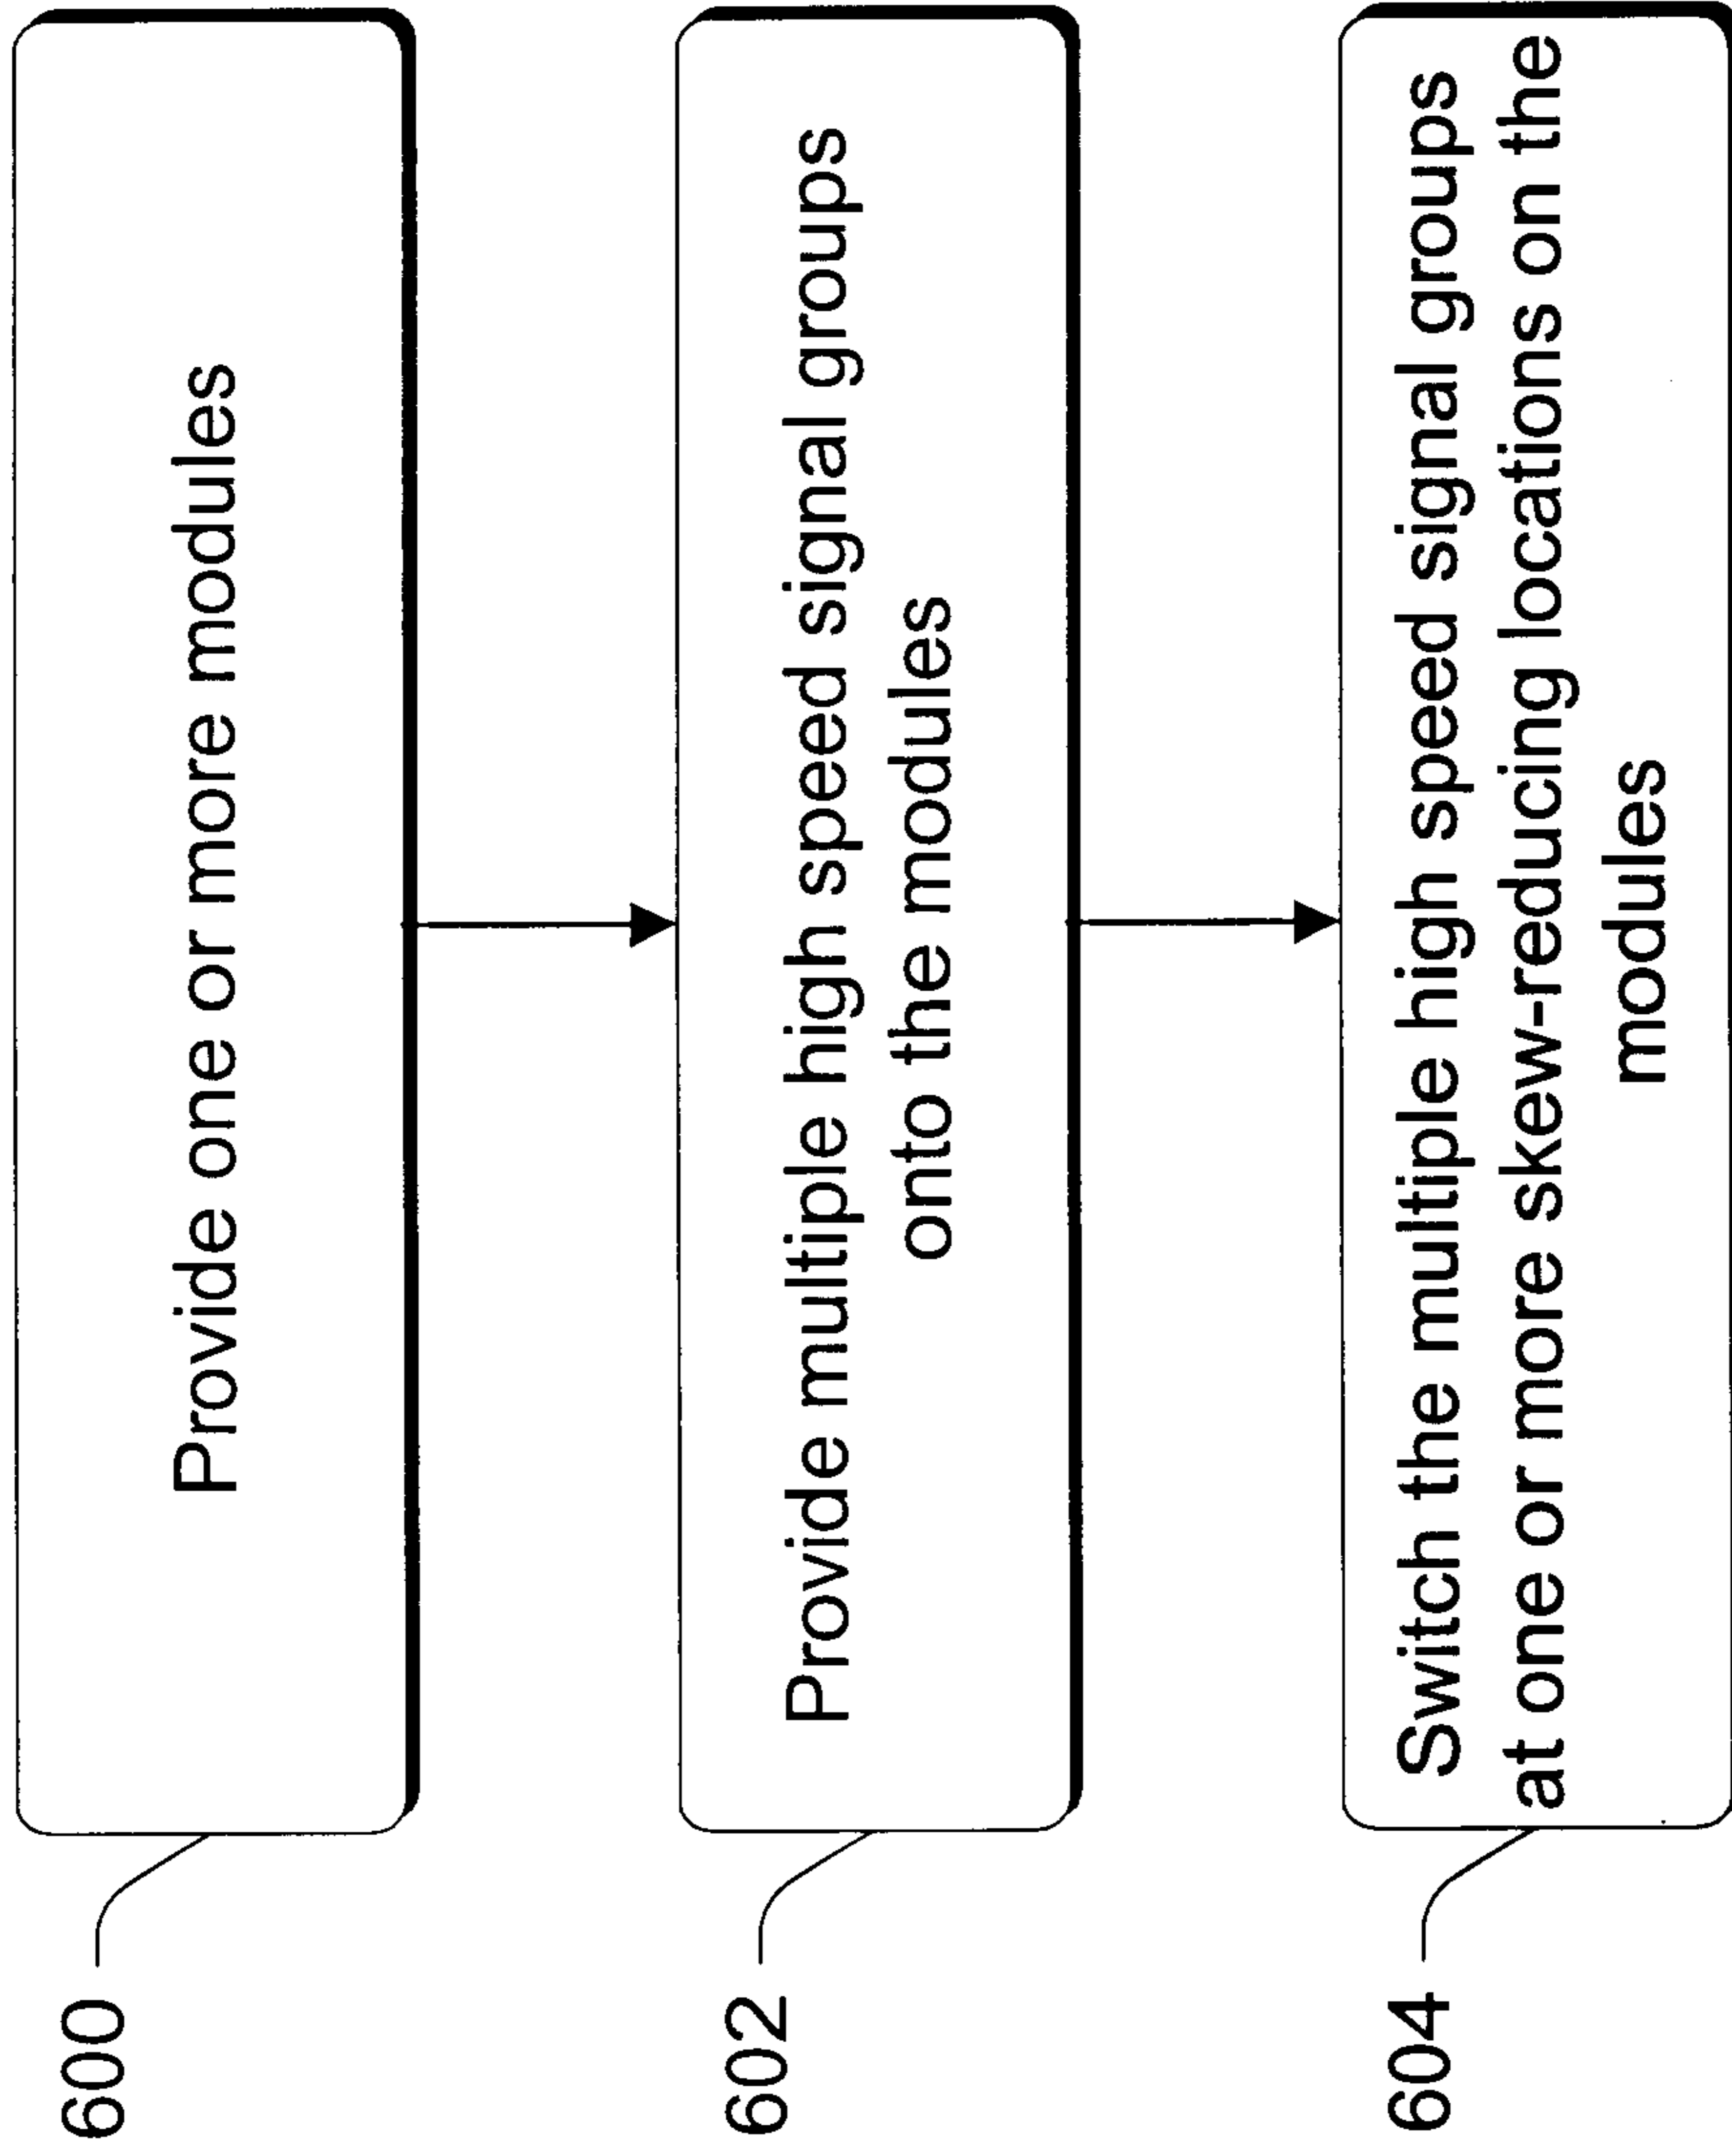 600
Provide one or more modules
602
Provide multiple high speed signal groups
onto the modules
604
Switch the multiple high speed signal groups
at one or more skew-reducing locations on the
modules